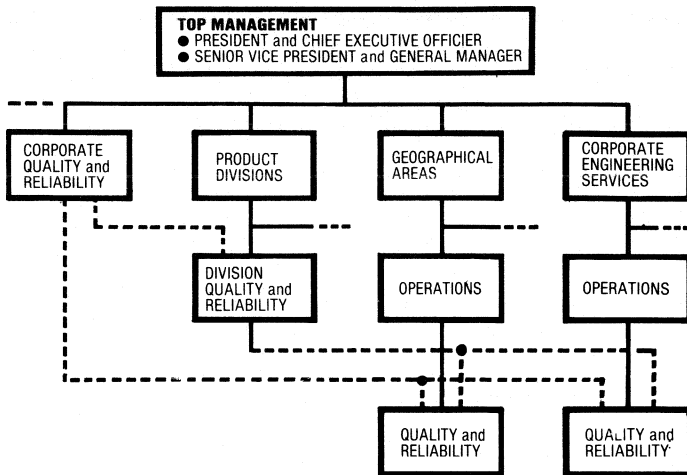 TOP MANAGEMENT
● PRESIDENT and CHIEF EXECUTIVE OFFICIER
● SENIOR VICE PRESIDENT and GENERAL MANAGER
CORPORATE
QUALITY and
RELIABILITY
PRODUCT
DIVISIONS
GEOGRAPHICAL
AREAS
CORPORATE
ENGINEERING
SERVICES
DIVISION
QUALITY and
RELIABILITY
OPERATIONS
OPERATIONS
QUALITY and
RELIABILITY
QUALITY and
RELIABILITY